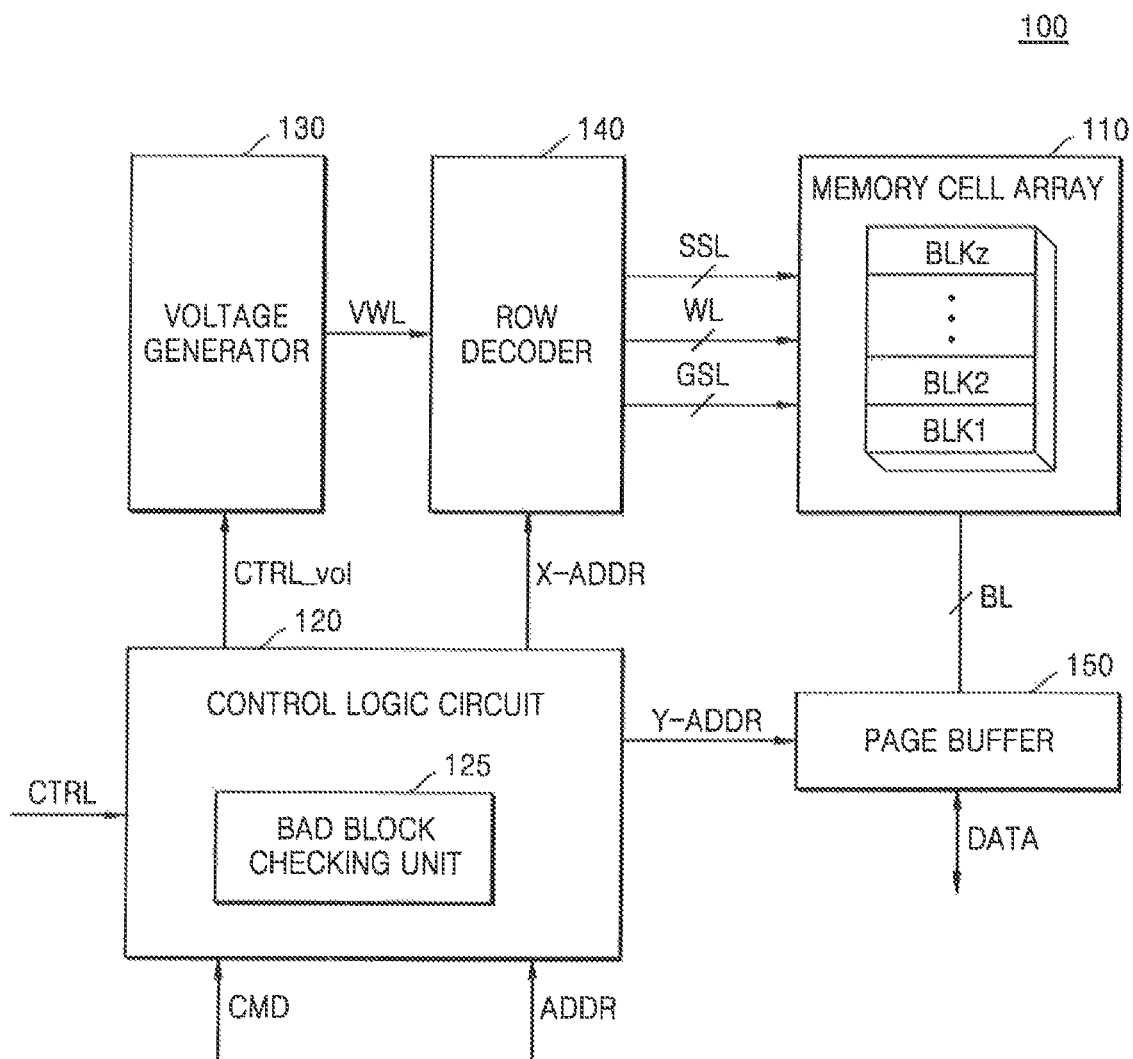 100
130
140
110
MEMORY CELL ARRAY
SSL
BLKz
VOLTAGE
GENERATOR
VWL
ROW
DECODER
WL
GSL
BLK2
BLK1
CTRL_vol
X-ADDR
BL
120
150
CONTROL LOGIC CIRCUIT
Y-ADDR
PAGE BUFFER
125
CTRL
BAD BLOCK
CHECKING UNIT
DATA
CMD
ADDR